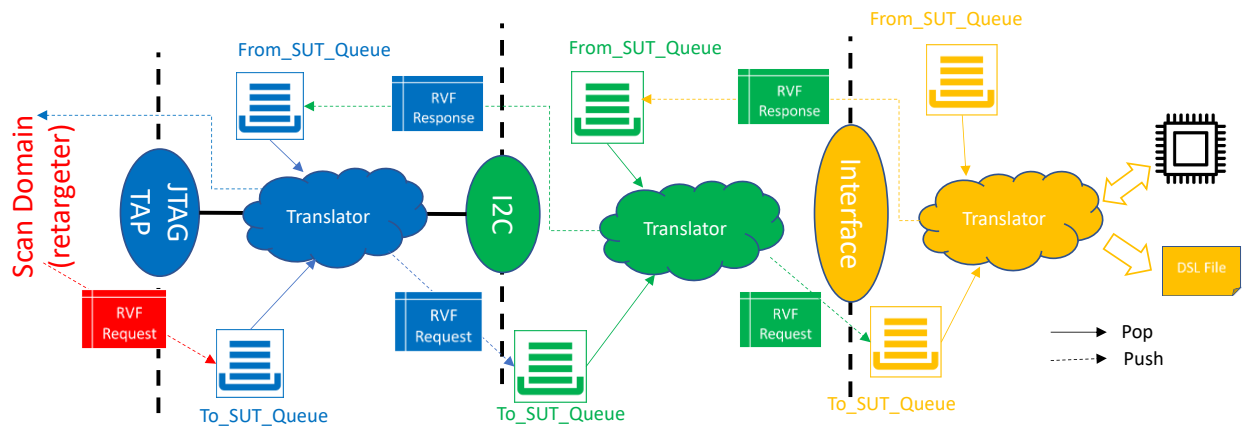 From_SUT_Queue
From_SUT_Queue
From_SUT_Queue
RVF
Response
RVF
Response
Scan Domain
(retargeter)
JTAG
TAP
Translator
I2C
Translator
Interface
Translator
DSL File
RVF
Request
RVF
Request
RVF
Request
Pop
Push
To_SUT_Queue
To_SUT_Queue
To_SUT_Queue